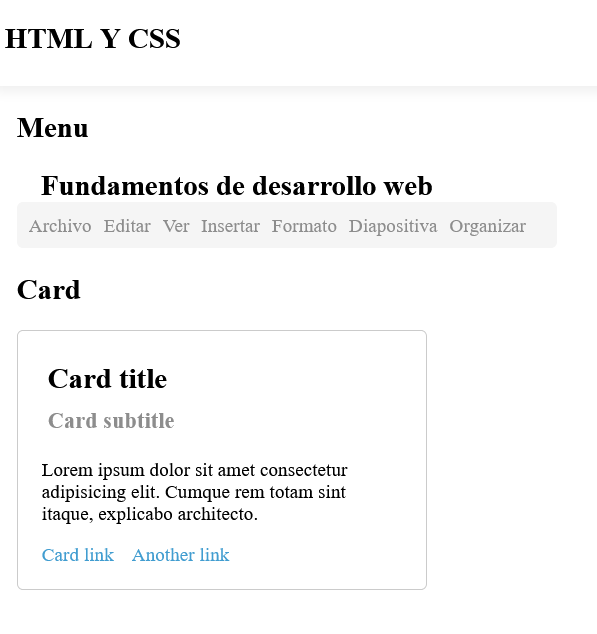 HTML Y CSS
Menu
Fundamentos de desarrollo web
Archivo Editar Ver Insertar Formato Diapositiva Organizar
Card
Card title
Card subtitle
Lorem ipsum dolor sit amet consectetur
adipisicing elit. Cumque rem totam sint
itaque, explicabo architecto.
Card link Another link